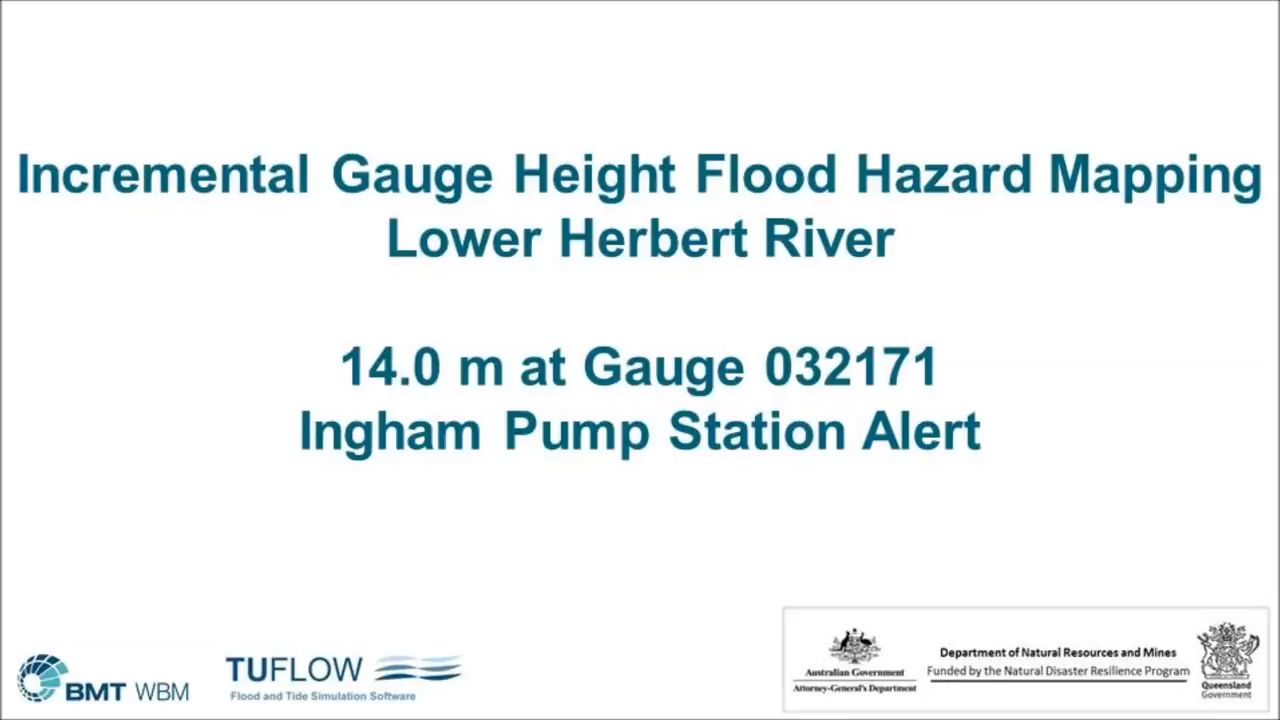 Incremental Gauge Height Flood Hazard Mapping
Lower Herbert River
14.0 m at Gauge 032171
Ingham Pump Station Alert
BMT WBM
TUFLOW
Flood and Tide Simulation Software
Australian Government
Attorney-General's Department
Department of Natural Resources and Mines
Funded by the Natural Disaster Resilience Program
Queensland
Government